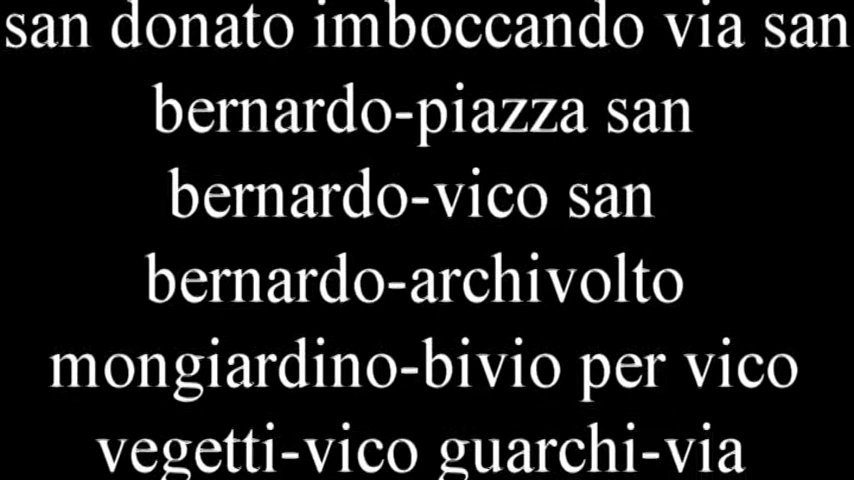 san donato imboccando via san
bernardo-piazza san
bernardo-vico san
bernardo-archivolto
mongiardino-bivio per vico
vegetti-vico guarchi-via